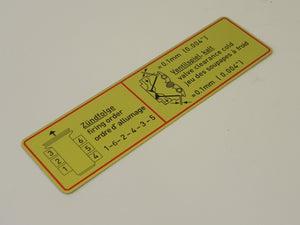 Zündfolge
firing order
ordre d'allumage
1-6-2-4-3-5
6 5 4
3 2 1
=0.1mm (0.004")
Ventilspiel, kalt
valve clearance cold
jeu des soupapes à froid
=0.1mm (0.004")